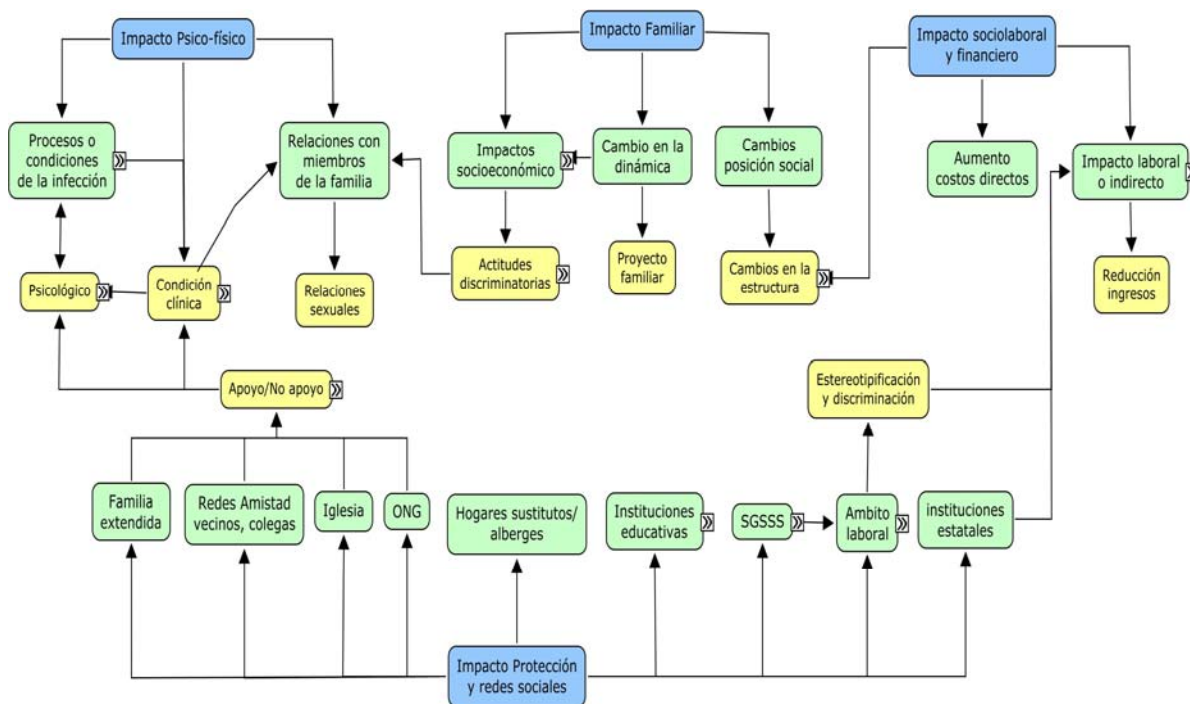 Impacto Psico-físico
Impacto Familiar
Impacto sociolaboral
y financiero
Procesos o
condiciones
de la infección
Relaciones con
miembros
de la familia
Impactos
socioeconómico
Cambio en la
dinámica
Cambios
posición social
Aumento
costos directos
Impacto laboral
o indirecto
Psicológico
Condición
clínica
Relaciones
sexuales
Actitudes
discriminatorias
Proyecto
familiar
Cambios en la
estructura
Reducción
ingresos
Apoyo/No apoyo
Estereotipificación
y discriminación
Familia
extendida
Redes Amistad
vecinos, colegas
Iglesia
ONG
Hogares sustitutos/
alberges
Instituciones
educativas
SGSSS
Ambito
laboral
instituciones
estatales
Impacto Protección
y redes sociales